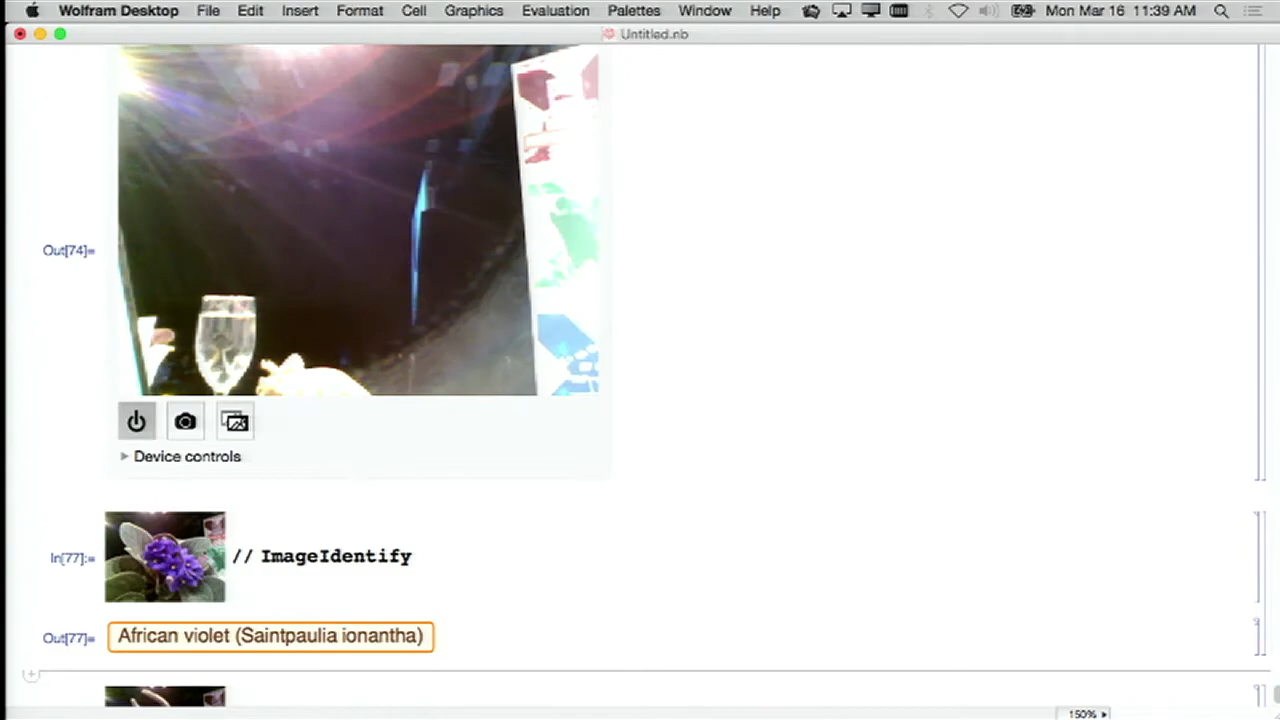 Wolfram Desktop File Edit Insert Format Cell Graphics Evaluation Palettes Window Help Mon Mar 16 11:39 AM
Untitled.nb
Out[74]=
Device controls
In[77]:= // ImageIdentify
Out[77]= African violet (Saintpaulia ionantha)
150%